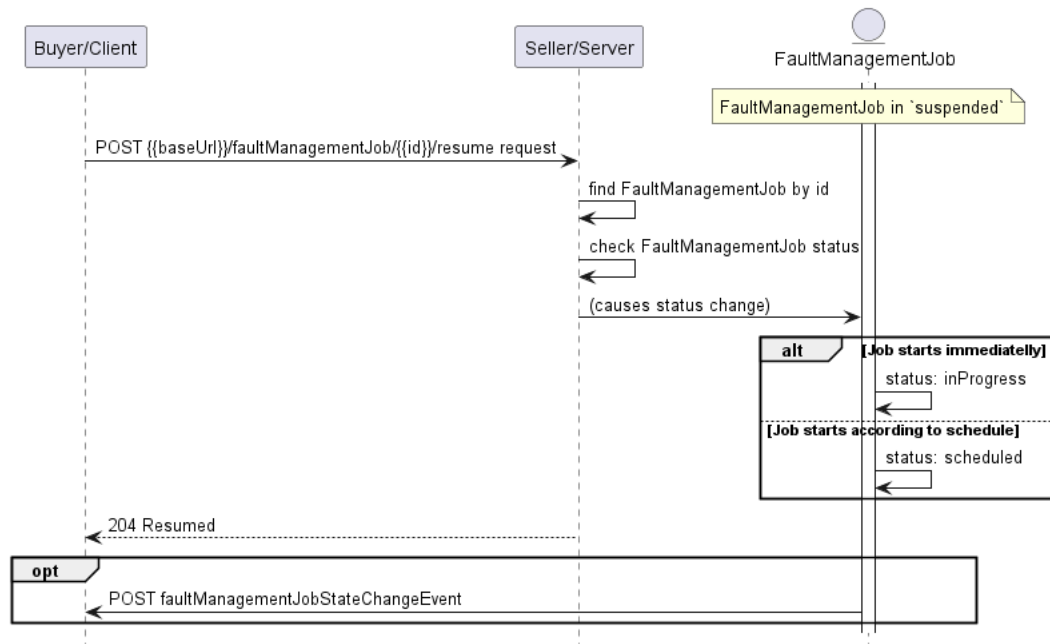 Buyer/Client
Seller/Server
FaultManagementJob
FaultManagementJob in `suspended`
POST {{baseUrl}}/faultManagementJob/{{id}}/resume request
find FaultManagementJob by id
check FaultManagementJob status
(causes status change)
alt
[Job starts immediatelly]
status: inProgress
[Job starts according to schedule]
status: scheduled
204 Resumed
opt
POST faultManagementJobStateChangeEvent